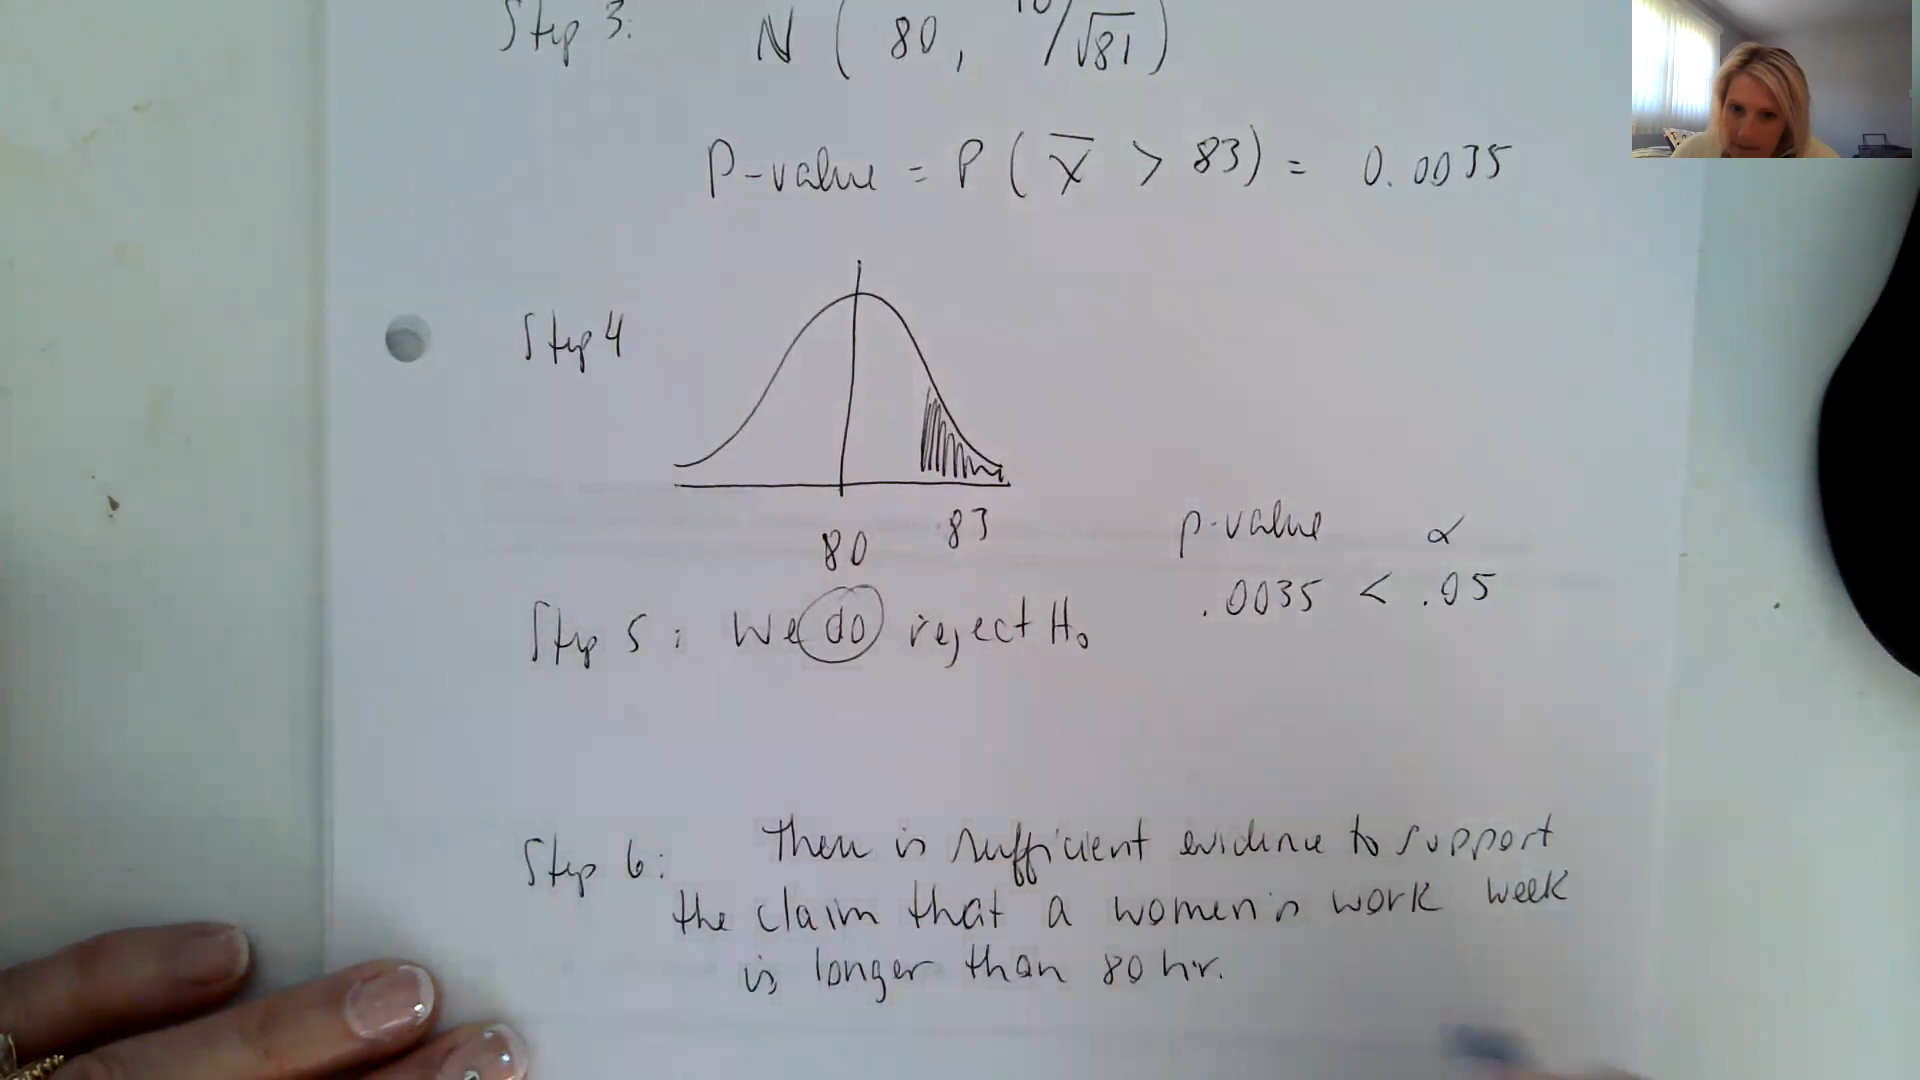 Step 3: N ( 80, 10/√81 )
P-value = P ( x̄ > 83) = 0.0035
Step 4
80 83
p-value α
.0035 < .05
Step 5: We do reject H₀
Step 6: There is sufficient evidence to support
the claim that a women's work week
is longer than 80 hr.